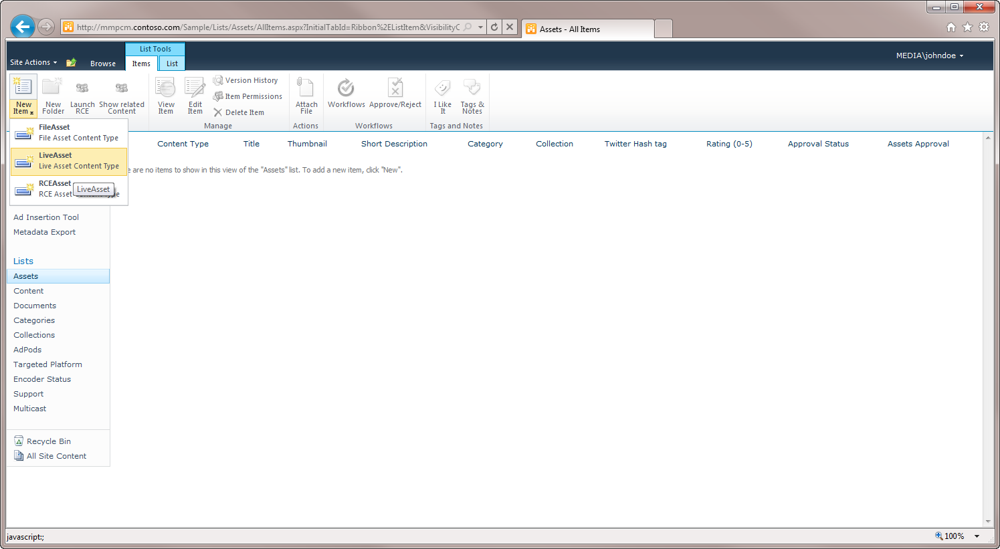 http://mmpcm.contoso.com/Sample/Lists/Assets/AllItems.aspx?InitialTabId=Ribbon%2EListItem&VisibilityC
Assets - All Items
List Tools
Site Actions
Browse
Items
List
MEDIA\johndoe
New Item
New Folder
Launch RCE
Show related Content
View Item
Edit Item
Version History
Item Permissions
Delete Item
Manage
Attach File
Actions
Workflows
Approve/Reject
Workflows
I Like It
Tags & Notes
Tags and Notes
FileAsset
File Asset Content Type
LiveAsset
Live Asset Content Type
RCEAsset
RCE Asset
LiveAsset
Content Type
Title
Thumbnail
Short Description
Category
Collection
Twitter Hash tag
Rating (0-5)
Approval Status
Assets Approval
e are no items to show in this view of the "Assets" list. To add a new item, click "New".
Ad Insertion Tool
Metadata Export
Lists
Assets
Content
Documents
Categories
Collections
AdPods
Targeted Platform
Encoder Status
Support
Multicast
Recycle Bin
All Site Content
javascript:;
100%